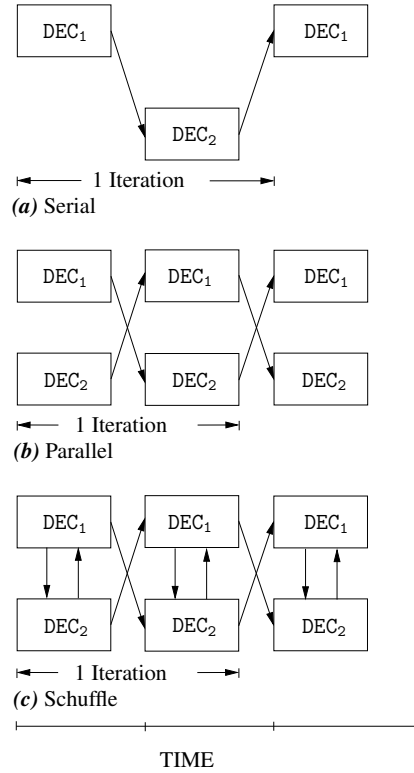 DEC1 DEC1
DEC2
1 Iteration
(a) Serial
DEC1 DEC1 DEC1
DEC2 DEC2 DEC2
1 Iteration
(b) Parallel
DEC1 DEC1 DEC1
DEC2 DEC2 DEC2
1 Iteration
(c) Schuffle
TIME